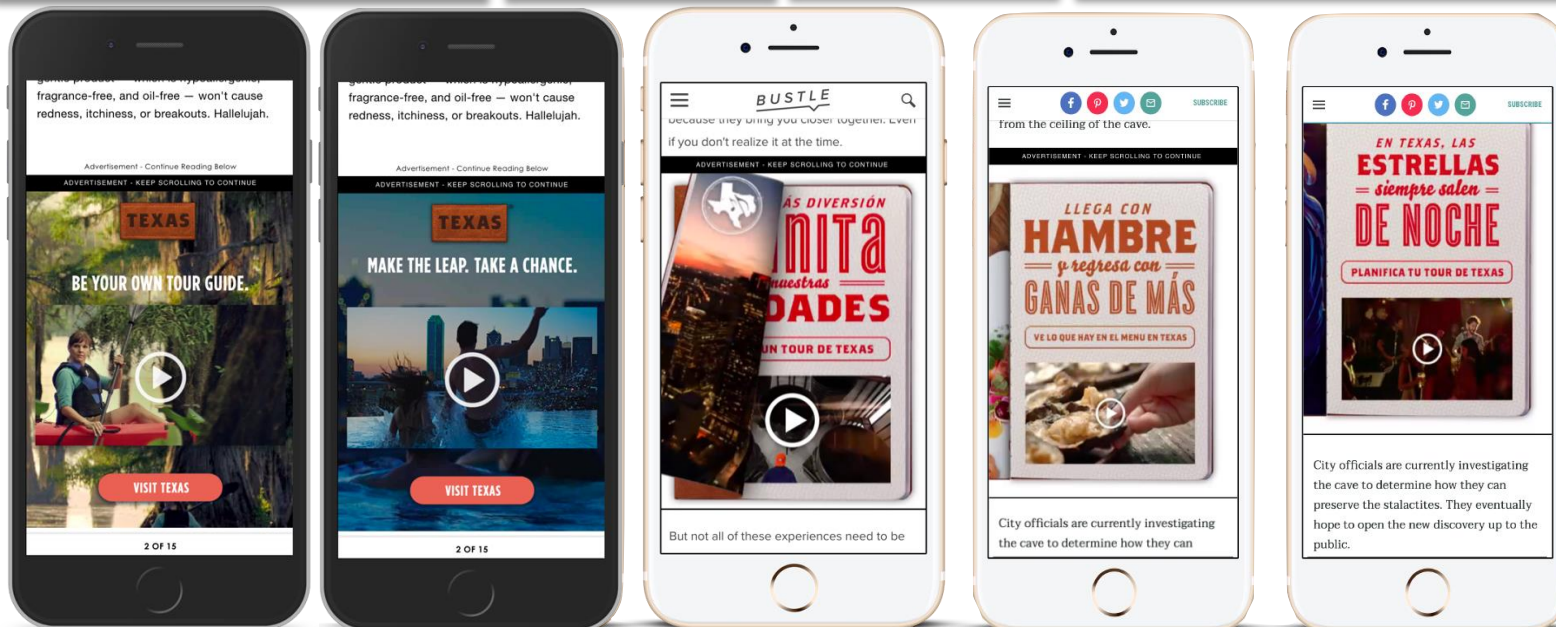 fragrance-free, and oil-free — won't cause
redness, itchiness, or breakouts. Hallelujah.
Advertisement - Continue Reading Below
ADVERTISEMENT - KEEP SCROLLING TO CONTINUE
TEXAS
BE YOUR OWN TOUR GUIDE.
VISIT TEXAS
2 OF 15
fragrance-free, and oil-free — won't cause
redness, itchiness, or breakouts. Hallelujah.
Advertisement - Continue Reading Below
ADVERTISEMENT - KEEP SCROLLING TO CONTINUE
TEXAS
MAKE THE LEAP. TAKE A CHANCE.
VISIT TEXAS
2 OF 15
BUSTLE
because they bring you closer together. Even
if you don't realize it at the time.
ADVERTISEMENT - KEEP SCROLLING TO CONTINUE
ÁS DIVERSIÓN
NITA
nuestras
DADES
UN TOUR DE TEXAS
But not all of these experiences need to be
SUBSCRIBE
from the ceiling of the cave.
ADVERTISEMENT - KEEP SCROLLING TO CONTINUE
LLEGA CON
HAMBRE
y regresa con
GANAS DE MÁS
VE LO QUE HAY EN EL MENU EN TEXAS
City officials are currently investigating
the cave to determine how they can
SUBSCRIBE
EN TEXAS, LAS
ESTRELLAS
siempre salen
DE NOCHE
PLANIFICA TU TOUR DE TEXAS
City officials are currently investigating
the cave to determine how they can
preserve the stalactites. They eventually
hope to open the new discovery up to the
public.